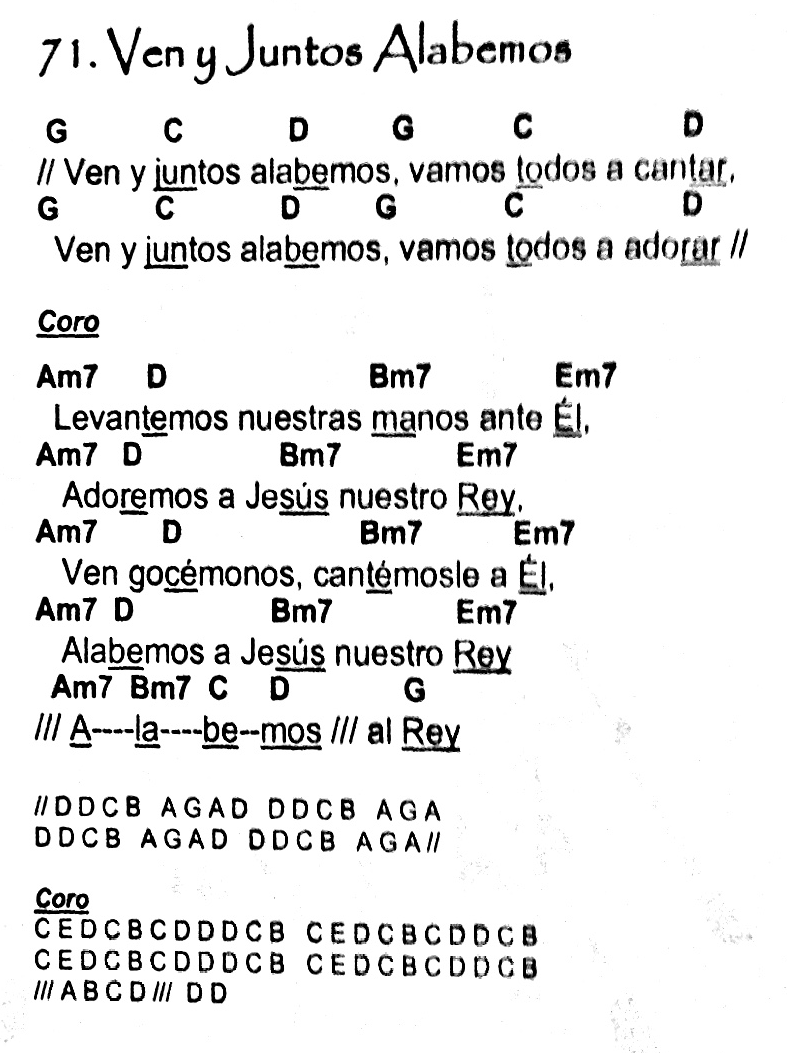 71. Ven y Juntos Alabemos
G C D G C D
// Ven y juntos alabemos, vamos todos a cantar,
G C D G C D
Ven y juntos alabemos, vamos todos a adorar //
Coro
Am7 D Bm7 Em7
Levantemos nuestras manos ante Él,
Am7 D Bm7 Em7
Adoremos a Jesús nuestro Rey,
Am7 D Bm7 Em7
Ven gocémonos, cantémosle a Él,
Am7 D Bm7 Em7
Alabemos a Jesús nuestro Rey
Am7 Bm7 C D G
/// A----la----be--mos /// al Rey
//D D C B A G A D D D C B A G A
D D C B A G A D D D C B A G A//
Coro
C E D C B C D D D C B C E D C B C D D C B
C E D C B C D D D C B C E D C B C D D C B
/// A B C D /// D D